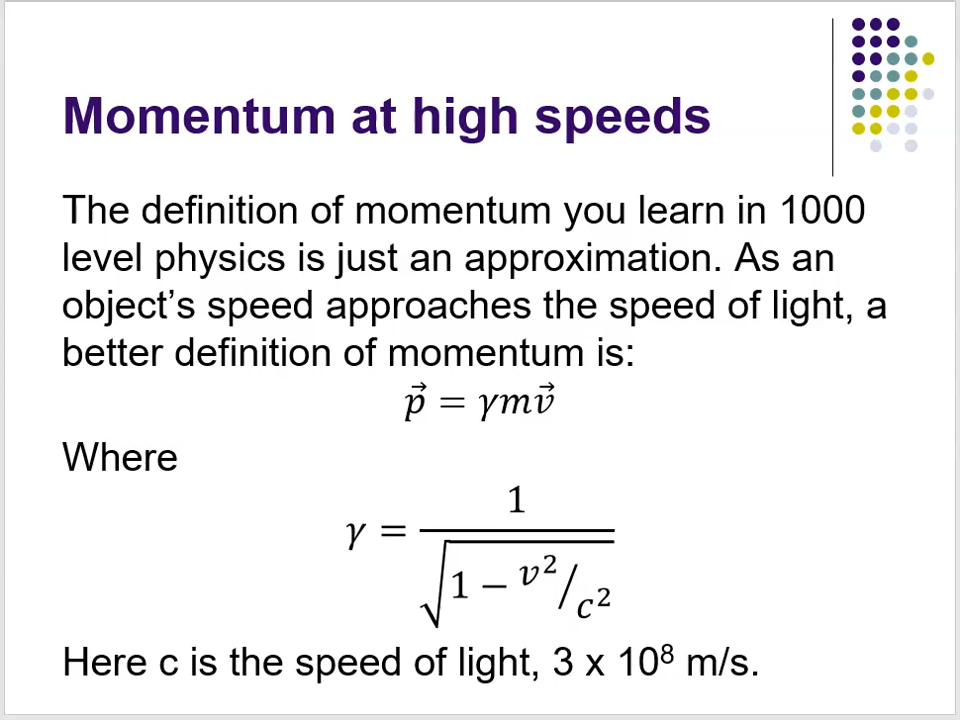 Momentum at high speeds
The definition of momentum you learn in 1000
level physics is just an approximation. As an
object’s speed approaches the speed of light, a
better definition of momentum is:
p⃗ = γmv⃗
Where
γ = 1 / √(1 − v²/c²)
Here c is the speed of light, 3 x 10⁸ m/s.